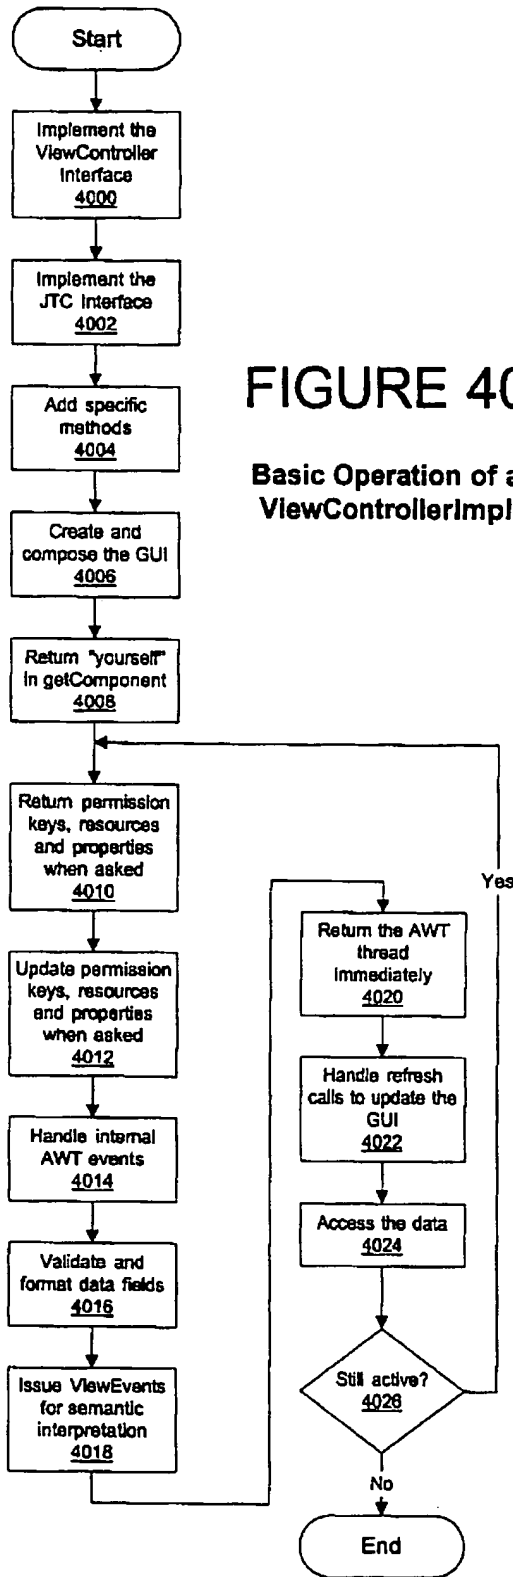 Start
Implement the
ViewController
Interface
4000
Implement the
JTC Interface
4002
Add specific
methods
4004
Create and
compose the GUI
4006
Return "yourself"
in getComponent
4008
Return permission
keys, resources
and properties
when asked
4010
Update permission
keys, resources
and properties
when asked
4012
Handle internal
AWT events
4014
Validate and
format data fields
4016
Issue ViewEvents
for semantic
interpretation
4018
FIGURE 40
Basic Operation of a
ViewControllerImpl
Return the AWT
thread
immediately
4020
Handle refresh
calls to update the
GUI
4022
Access the data
4024
Still active?
4026
Yes
No
End